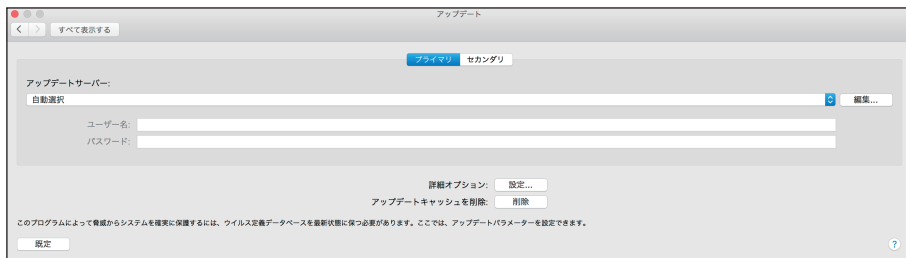 アップデート
すべて表示する
プライマリ セカンダリ
アップデートサーバー:
自動選択 編集...
ユーザー名:
パスワード:
詳細オプション: 設定...
アップデートキャッシュを削除: 削除
このプログラムによって脅威からシステムを確実に保護するには、ウイルス定義データベースを最新状態に保つ必要があります。ここでは、アップデートパラメーターを設定できます。
既定 ?